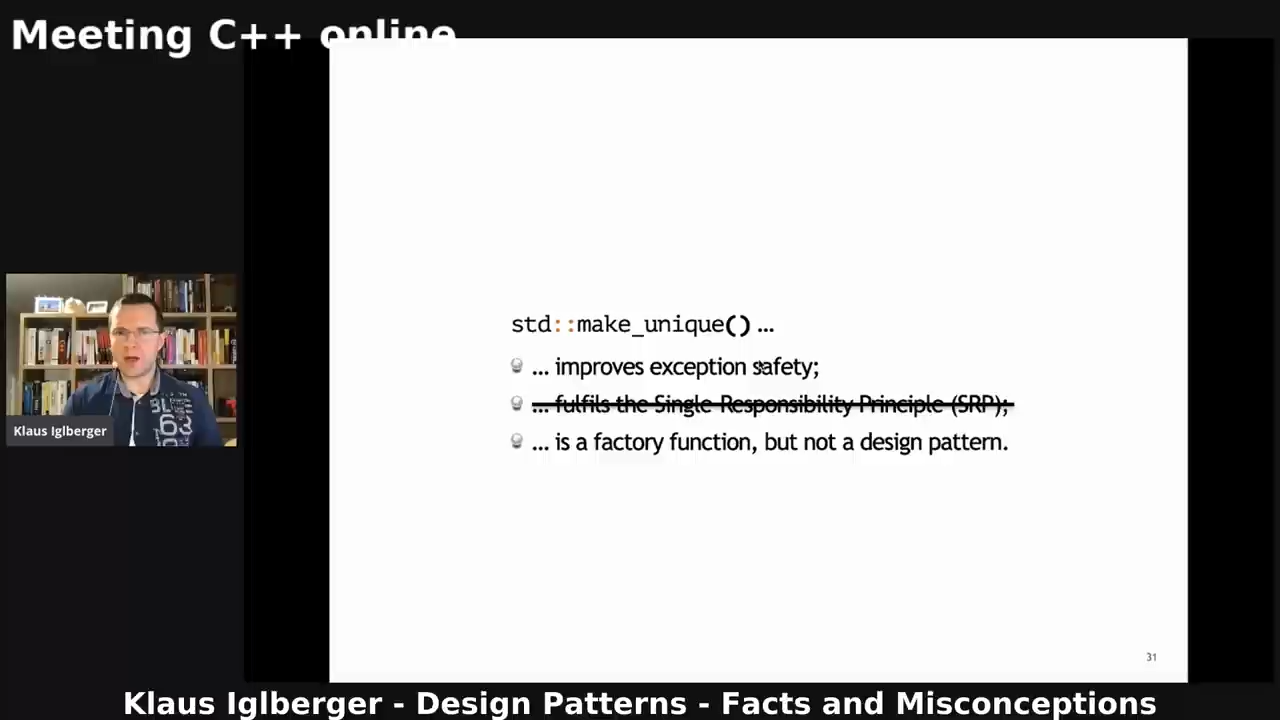 Meeting C++ online
std::make_unique() ...
... improves exception safety;
... fulfils the Single Responsibility Principle (SRP);
... is a factory function, but not a design pattern.
Klaus Iglberger
31
Klaus Iglberger - Design Patterns - Facts and Misconceptions